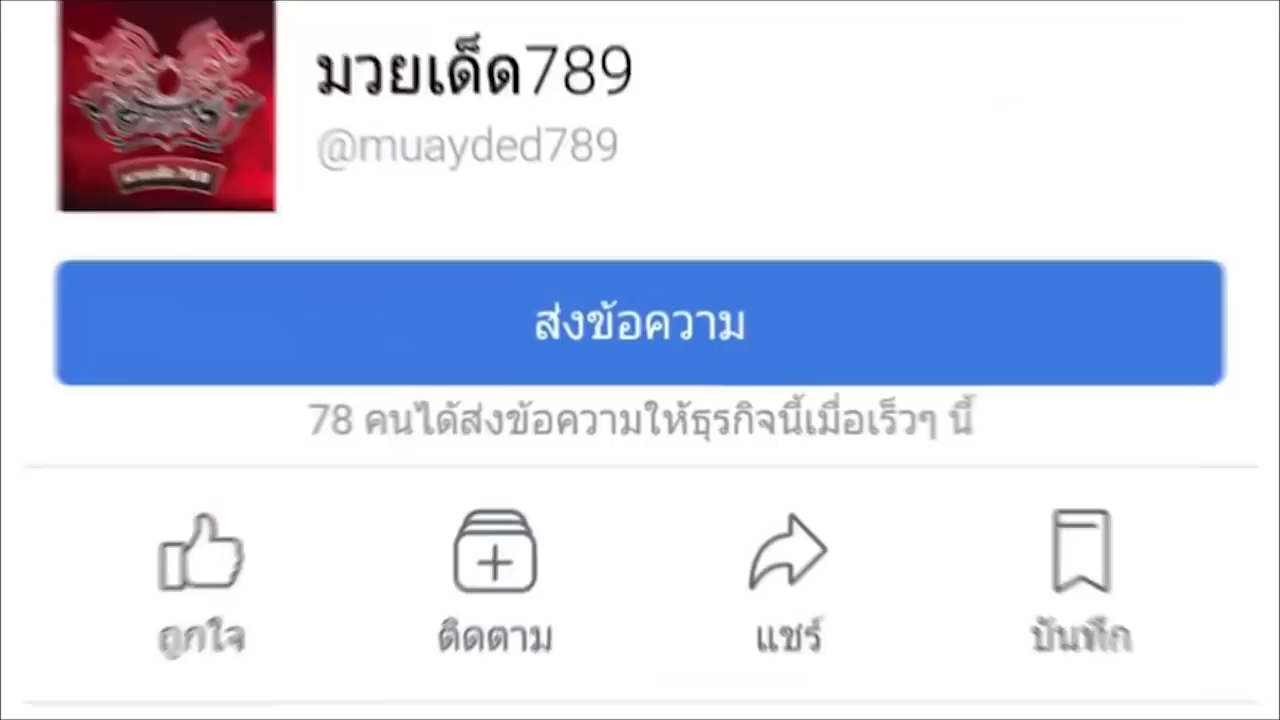 มวยเด็ด789
@muayded789
ส่งข้อความ
78 คนได้ส่งข้อความให้ธุรกิจนี้เมื่อเร็วๆ นี้
ถูกใจ ติดตาม แชร์ บันทึก